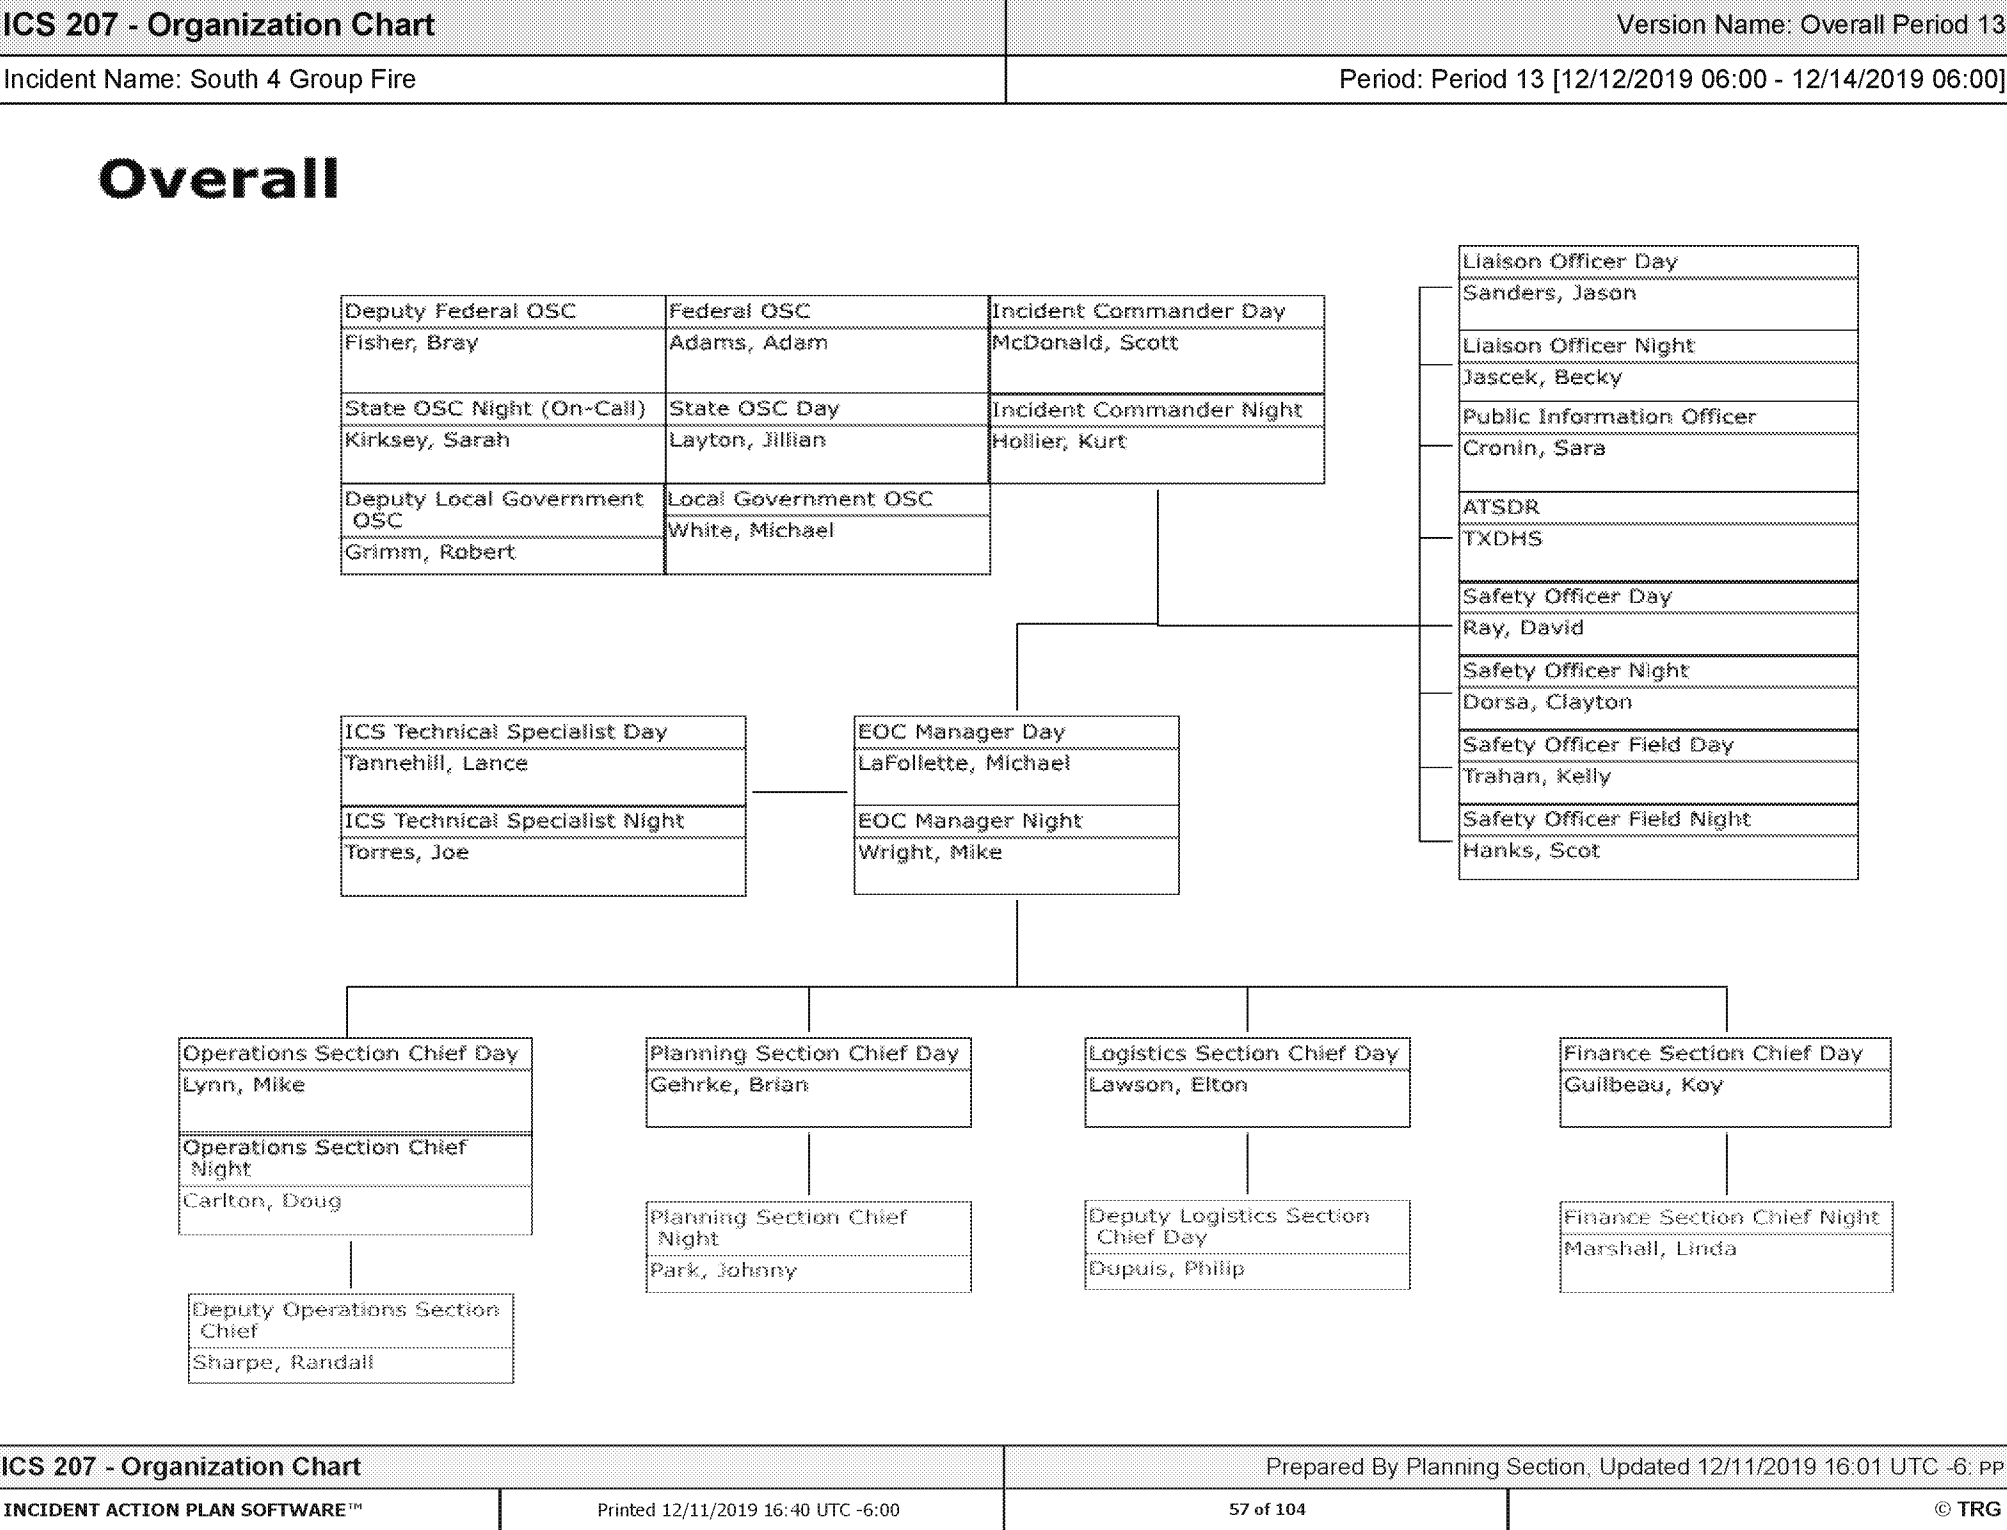 ICS 207 - Organization Chart
Version Name: Overall Period 13
Incident Name: South 4 Group Fire
Period: Period 13 [12/12/2019 06:00 - 12/14/2019 06:00]
Overall
Deputy Federal OSC
Fisher, Bray
Federal OSC
Adams, Adam
Incident Commander Day
McDonald, Scott
State OSC Night (On-Call)
Kirksey, Sarah
State OSC Day
Layton, Jillian
Incident Commander Night
Hollier, Kurt
Deputy Local Government
OSC
Grimm, Robert
Local Government OSC
White, Michael
Liaison Officer Day
Sanders, Jason
Liaison Officer Night
Jascek, Becky
Public Information Officer
Cronin, Sara
ATSDR
TXDHS
Safety Officer Day
Ray, David
Safety Officer Night
Dorsa, Clayton
Safety Officer Field Day
Trahan, Kelly
Safety Officer Field Night
Hanks, Scot
ICS Technical Specialist Day
Tannehill, Lance
ICS Technical Specialist Night
Torres, Joe
EOC Manager Day
LaFollette, Michael
EOC Manager Night
Wright, Mike
Operations Section Chief Day
Lynn, Mike
Operations Section Chief
Night
Carlton, Doug
Deputy Operations Section
Chief
Sharpe, Randall
Planning Section Chief Day
Gehrke, Brian
Planning Section Chief
Night
Park, Johnny
Logistics Section Chief Day
Lawson, Elton
Deputy Logistics Section
Chief Day
Dupuis, Philip
Finance Section Chief Day
Guilbeau, Koy
Finance Section Chief Night
Marshall, Linda
ICS 207 - Organization Chart
Prepared By Planning Section, Updated 12/11/2019 16:01 UTC -6: PP
INCIDENT ACTION PLAN SOFTWARE™
Printed 12/11/2019 16:40 UTC -6:00
57 of 104
© TRG